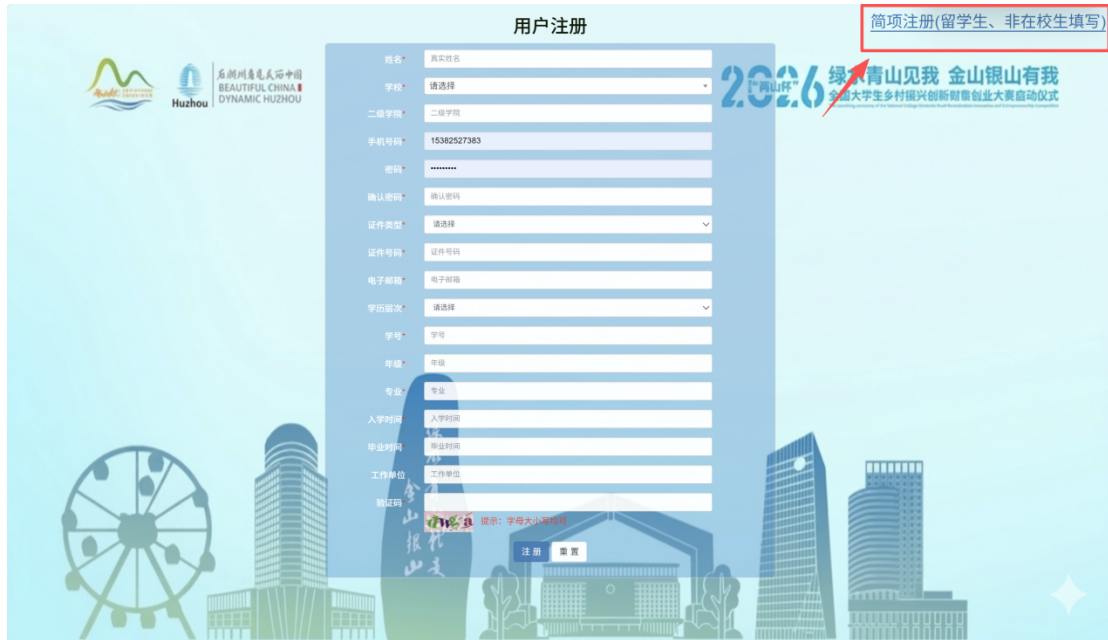 用户注册
简项注册(留学生、非在校生填写)
Huzhou
BEAUTIFUL CHINA
DYNAMIC HUZHOU
2026
"两山杯"
绿水青山见我 金山银山有我
全国大学生乡村振兴创新创业大赛启动仪式
姓名* 真实姓名
学校* 请选择
二级学院* 二级学院
手机号码* 15382527383
密码* •••••••••
确认密码* 确认密码
证件类型* 请选择
证件号码* 证件号码
电子邮箱* 电子邮箱
学历层次* 请选择
学号* 学号
年级* 年级
专业* 专业
入学时间 入学时间
毕业时间 毕业时间
工作单位 工作单位
验证码
提示:字母大小写均可
注 册
重 置